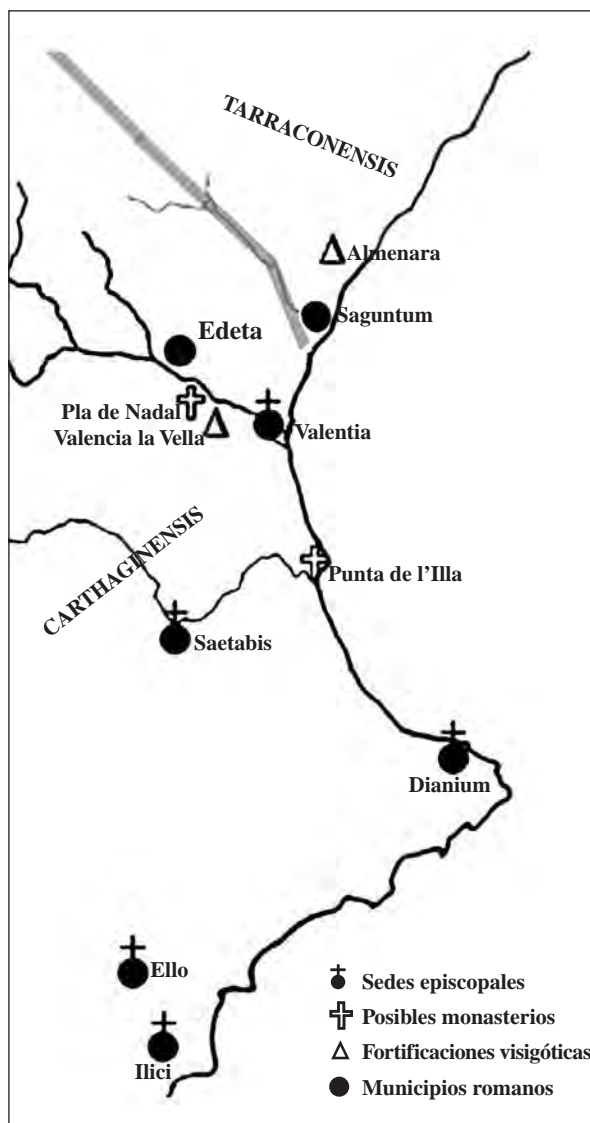 TARRACONENSIS
Almenara
Saguntum
Edeta
Pla de Nadal
Valencia la Vella
Valentia
CARTHAGINENSIS
Punta de l'Illa
Saetabis
Dianium
Ello
Ilici
Sedes episcopales
Posibles monasterios
Fortificaciones visigóticas
Municipios romanos